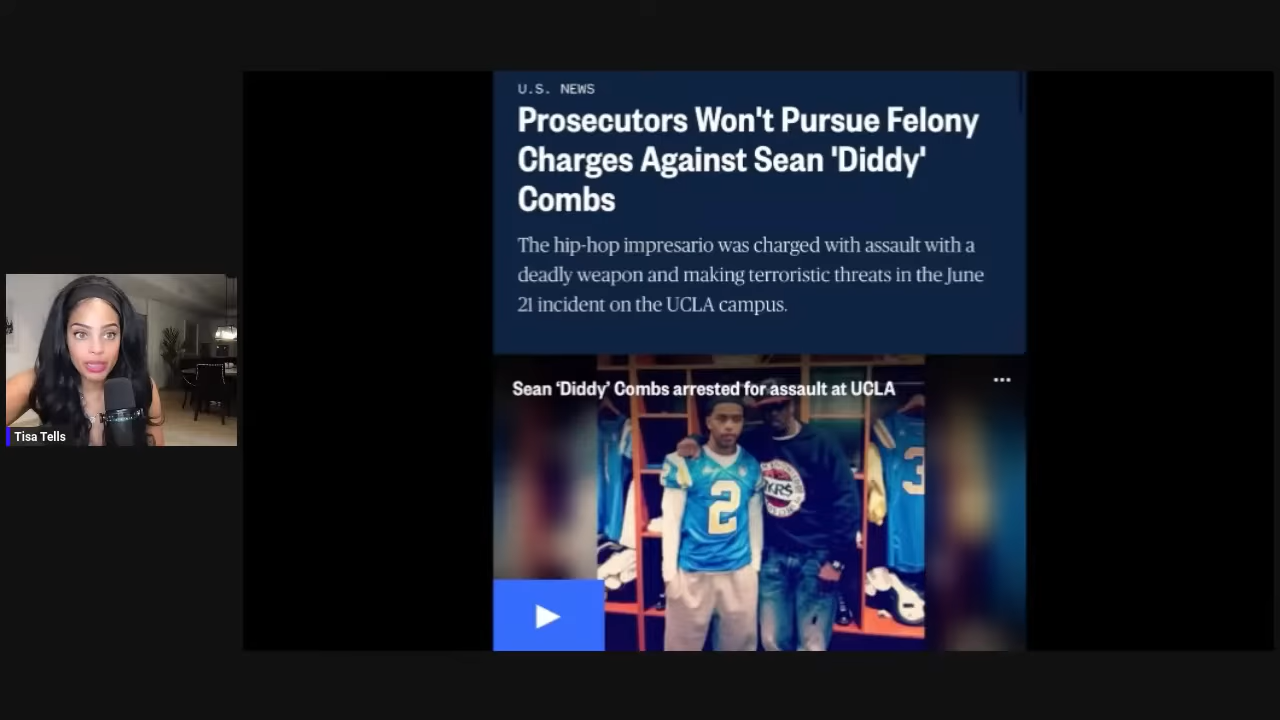 U.S. NEWS
Prosecutors Won't Pursue Felony
Charges Against Sean 'Diddy'
Combs
The hip-hop impresario was charged with assault with a
deadly weapon and making terroristic threats in the June
21 incident on the UCLA campus.
Sean ‘Diddy’ Combs arrested for assault at UCLA
2
3
Tisa Tells